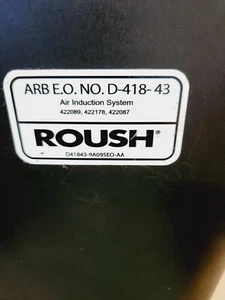 ARB E.O. NO. D-418- 43
Air Induction System
422089, 422178, 422087
ROUSH®
D41843-9A095EO-AA